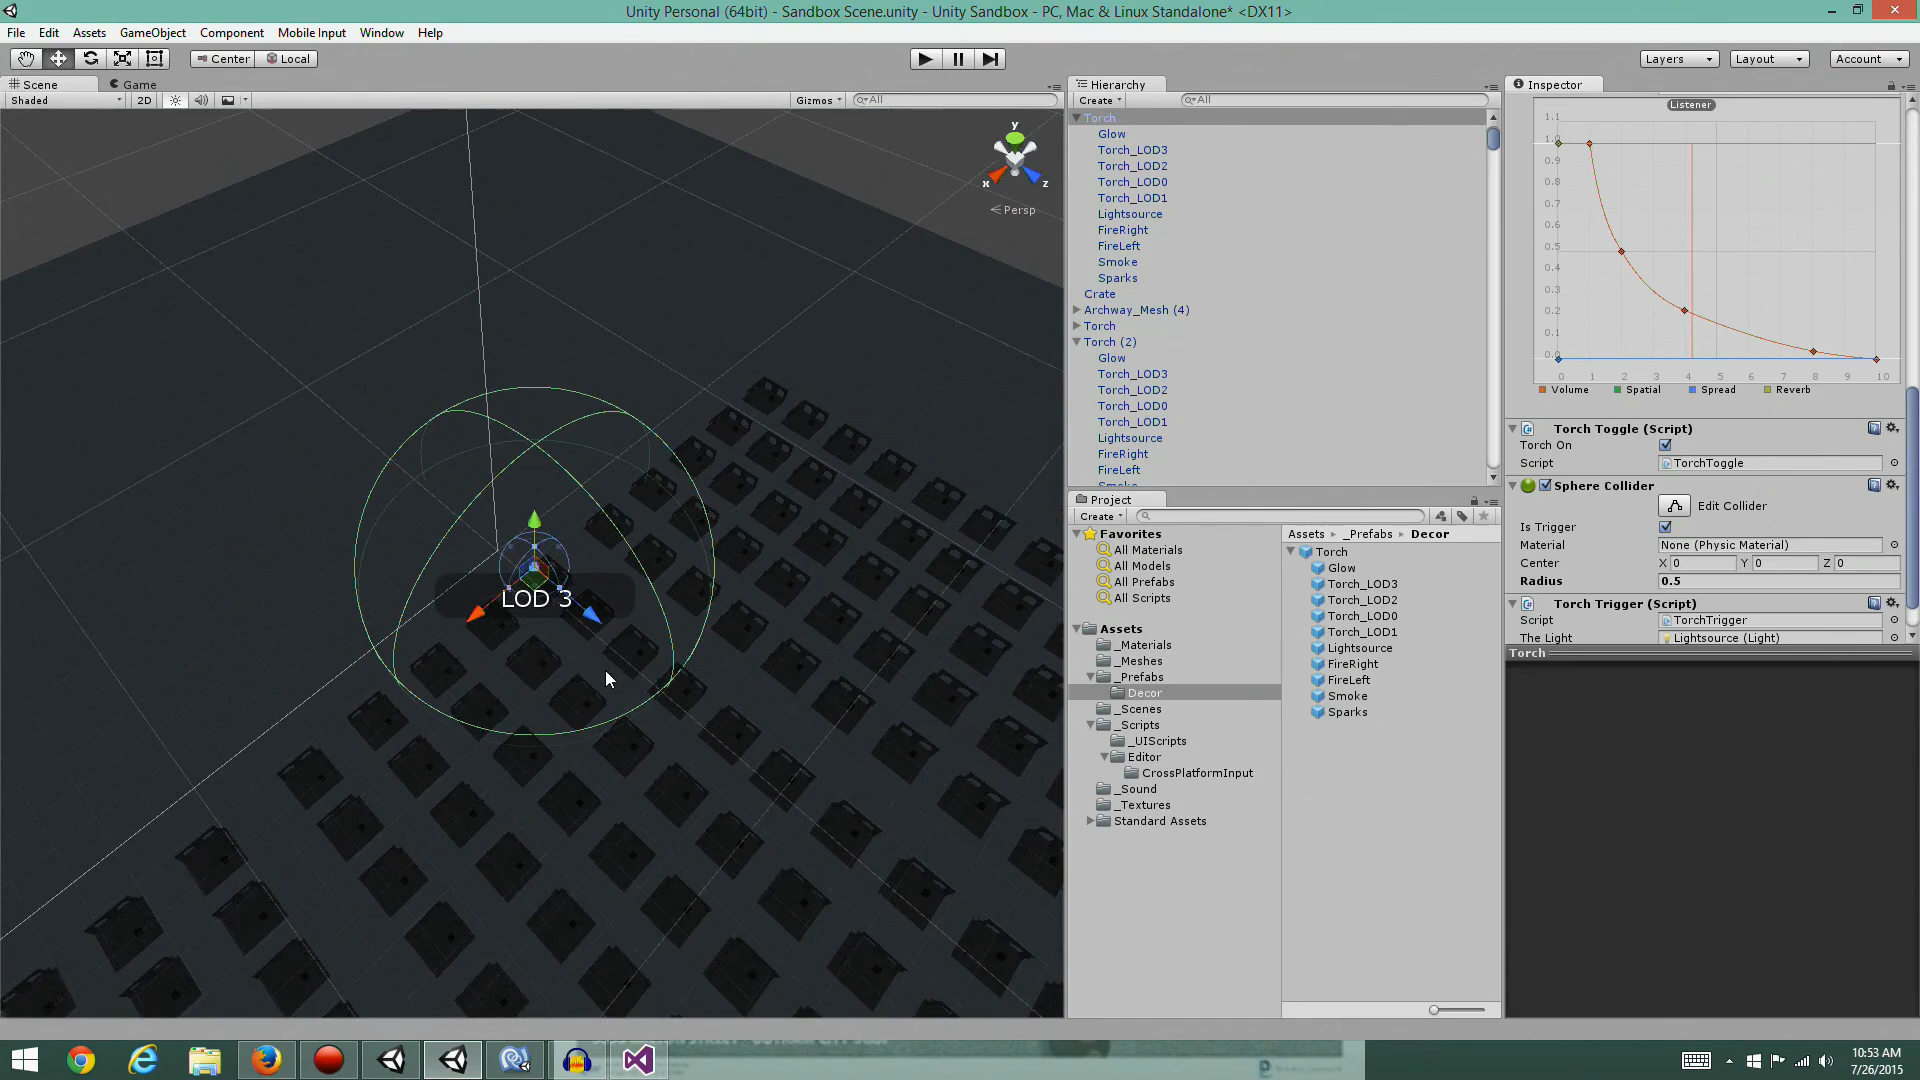 Unity Personal (64bit) - Sandbox Scene.unity - Unity Sandbox - PC, Mac & Linux Standalone* <DX11>
File Edit Assets GameObject Component Mobile Input Window Help
Center Local Layers Layout Account
Scene Game
Shaded 2D Gizmos All
y
x z
Persp
LOD 3
Hierarchy
Create All
Torch
Glow
Torch_LOD3
Torch_LOD2
Torch_LOD0
Torch_LOD1
Lightsource
FireRight
FireLeft
Smoke
Sparks
Crate
Archway_Mesh (4)
Torch
Torch (2)
Glow
Torch_LOD3
Torch_LOD2
Torch_LOD0
Torch_LOD1
Lightsource
FireRight
FireLeft
Smoke
Project
Create
Favorites
All Materials
All Models
All Prefabs
All Scripts
Assets
_Materials
_Meshes
_Prefabs
Decor
_Scenes
_Scripts
_UIScripts
Editor
CrossPlatformInput
_Sound
_Textures
Standard Assets
Assets _Prefabs Decor
Torch
Glow
Torch_LOD3
Torch_LOD2
Torch_LOD0
Torch_LOD1
Lightsource
FireRight
FireLeft
Smoke
Sparks
Inspector
Listener
1.1
1.0
0.9
0.8
0.7
0.6
0.5
0.4
0.3
0.2
0.1
0.0
0 1 2 3 4 5 6 7 8 9 10
Volume Spatial Spread Reverb
Torch Toggle (Script)
Torch On
Script TorchToggle
Sphere Collider
Edit Collider
Is Trigger
Material None (Physic Material)
Center X 0 Y 0 Z 0
Radius 0.5
Torch Trigger (Script)
Script TorchTrigger
The Light Lightsource (Light)
Torch
10:53 AM
7/26/2015